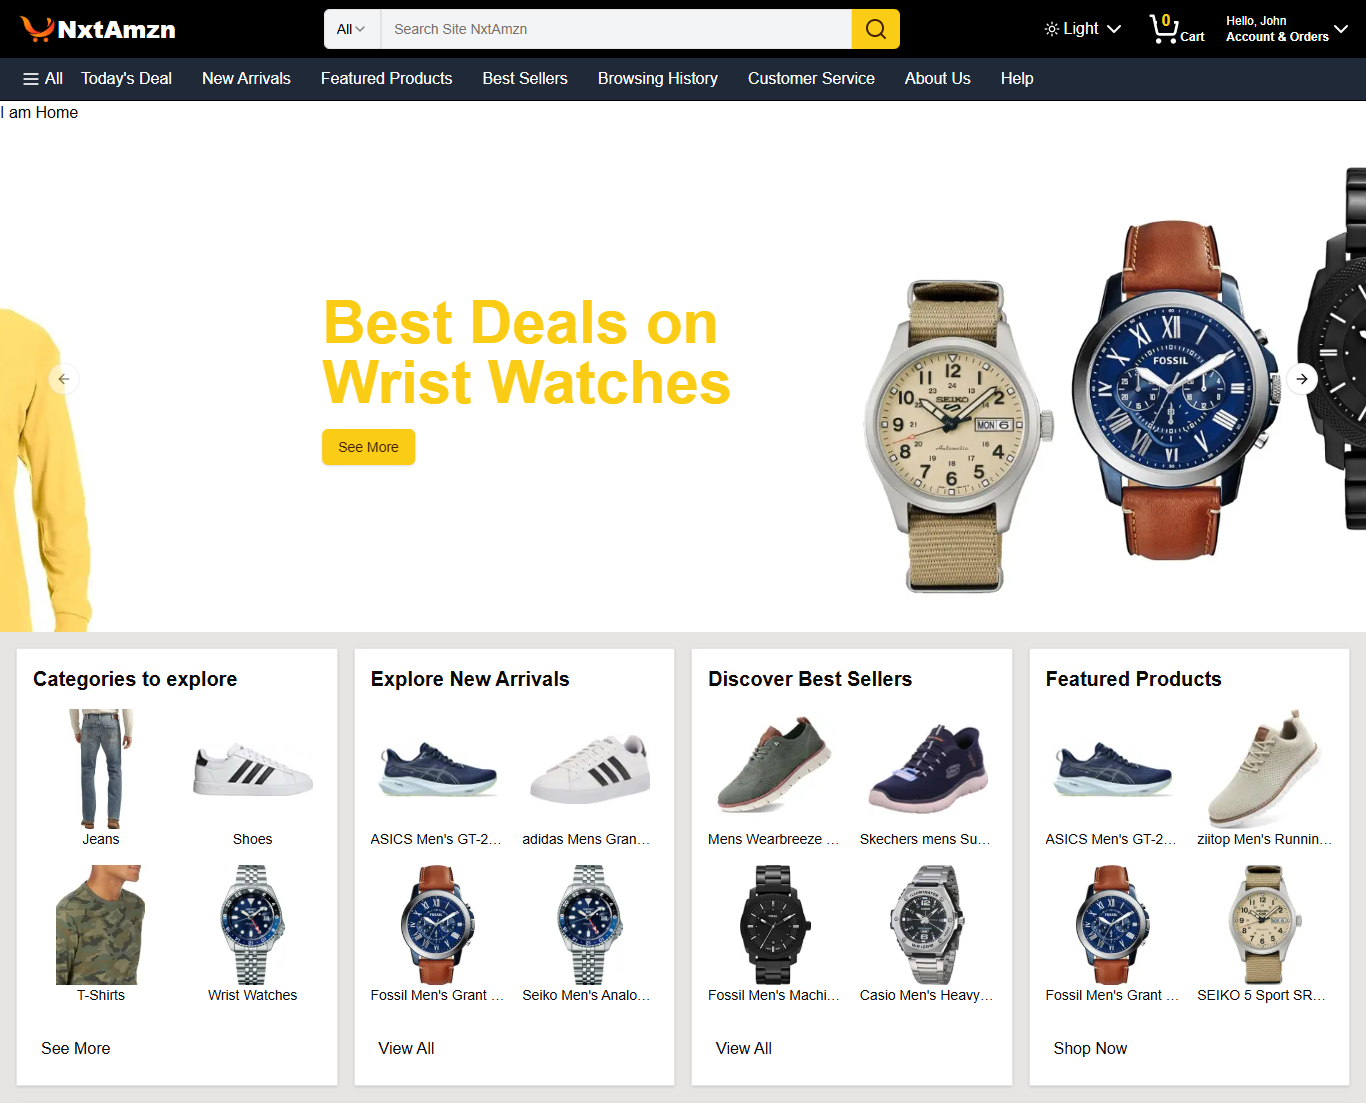 NxtAmzn
All
Search Site NxtAmzn
Light
0
Cart
Hello, John
Account & Orders
All
Today's Deal
New Arrivals
Featured Products
Best Sellers
Browsing History
Customer Service
About Us
Help
I am Home
Best Deals on
Wrist Watches
See More
SEIKO
MON 6
Automatic
FOSSIL
Categories to explore
Jeans
Shoes
T-Shirts
Wrist Watches
See More
Explore New Arrivals
ASICS Men's GT-2...
adidas Mens Gran...
Fossil Men's Grant ...
Seiko Men's Analo...
View All
Discover Best Sellers
Mens Wearbreeze ...
Skechers mens Su...
Fossil Men's Machi...
Casio Men's Heavy...
View All
Featured Products
ASICS Men's GT-2...
ziitop Men's Runnin...
Fossil Men's Grant ...
SEIKO 5 Sport SR...
Shop Now